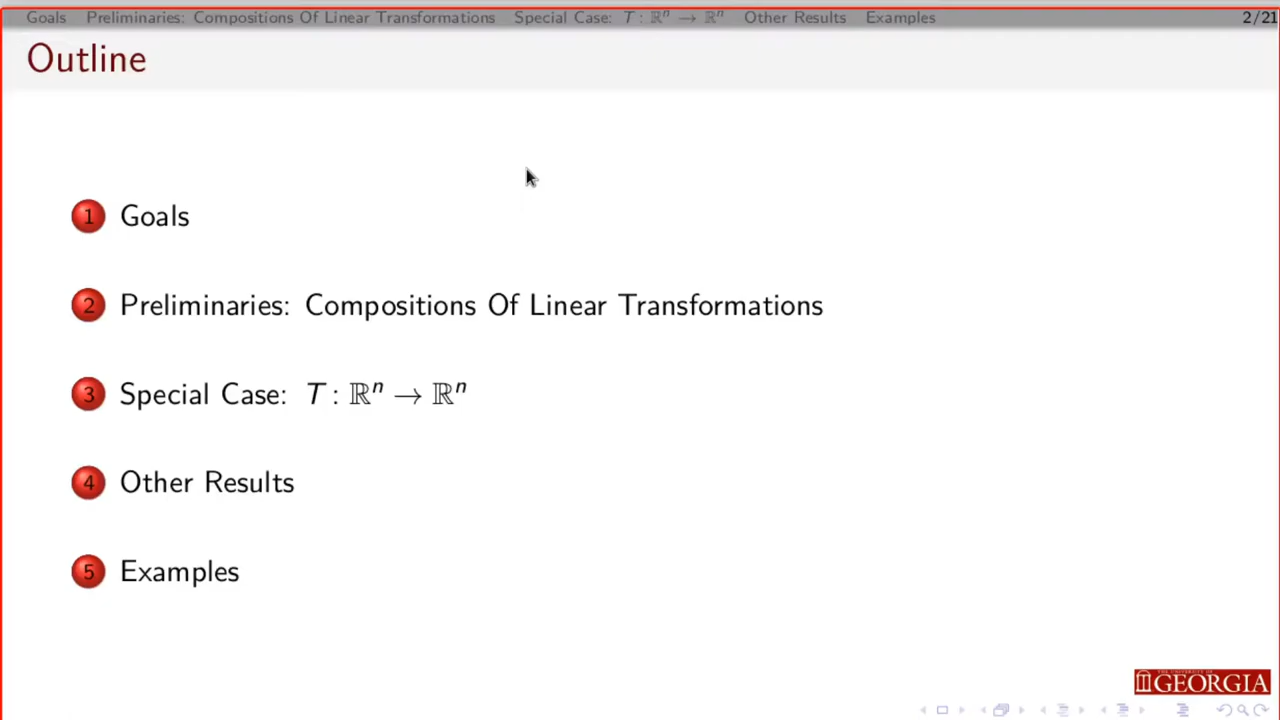 Goals Preliminaries: Compositions Of Linear Transformations Special Case: T : ℝⁿ → ℝⁿ Other Results Examples 2/21
Outline
1 Goals
2 Preliminaries: Compositions Of Linear Transformations
3 Special Case: T : ℝⁿ → ℝⁿ
4 Other Results
5 Examples
GEORGIA